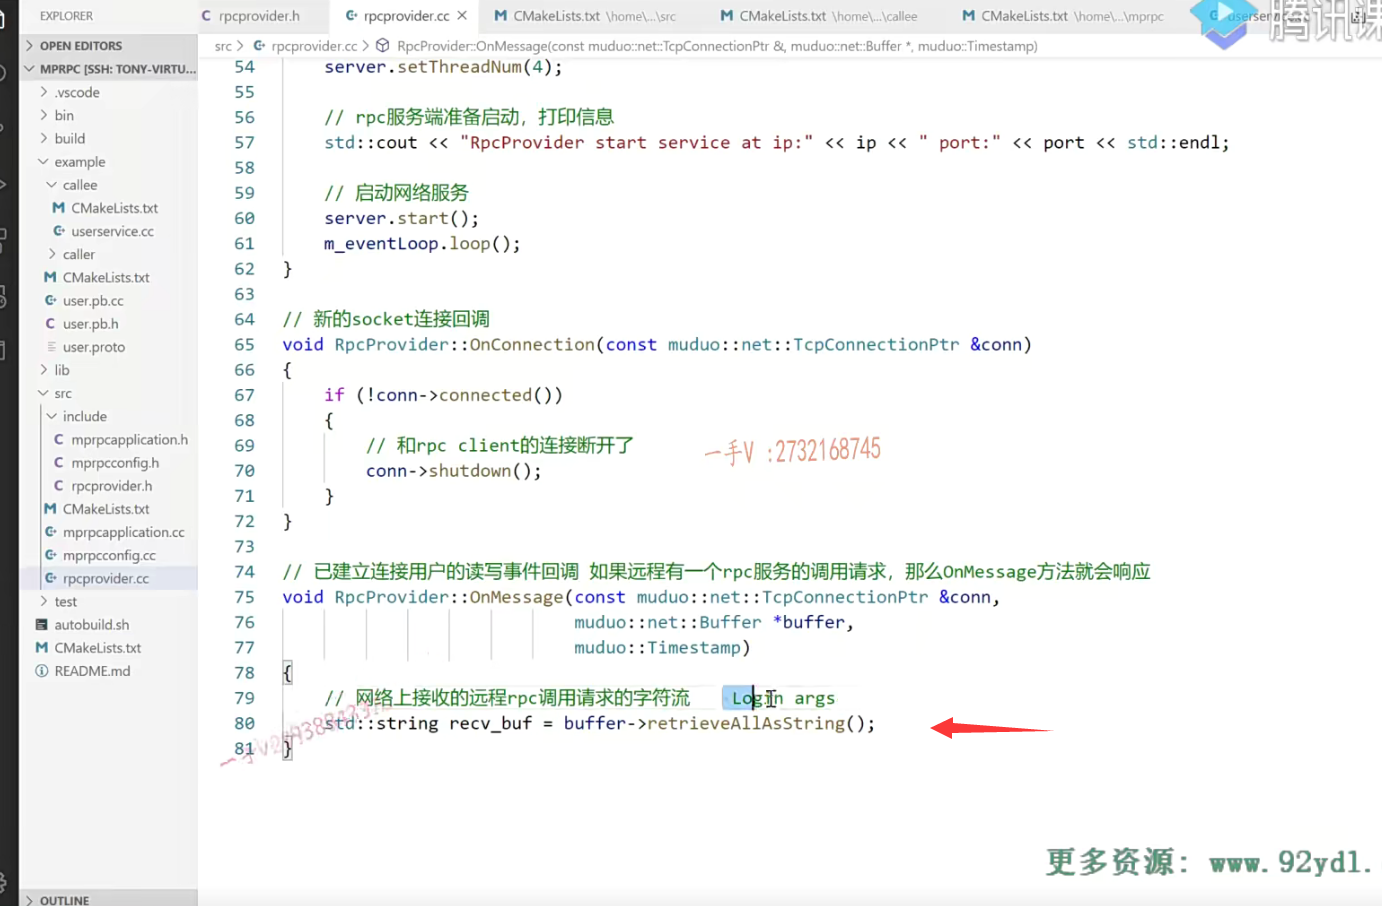 EXPLORER
rpcprovider.h
rpcprovider.cc
CMakeLists.txt \home\...\src
CMakeLists.txt \home\...\callee
CMakeLists.txt \home\...\mprpc
腾讯课
OPEN EDITORS
MPRPC [SSH: TONY-VIRTU...
.vscode
bin
build
example
callee
CMakeLists.txt
userservice.cc
caller
CMakeLists.txt
user.pb.cc
user.pb.h
user.proto
lib
src
include
mprpcapplication.h
mprpcconfig.h
rpcprovider.h
CMakeLists.txt
mprpcapplication.cc
mprpcconfig.cc
rpcprovider.cc
test
autobuild.sh
CMakeLists.txt
README.md
OUTLINE
src > rpcprovider.cc > RpcProvider::OnMessage(const muduo::net::TcpConnectionPtr &, muduo::net::Buffer *, muduo::Timestamp)
54 server.setThreadNum(4);
55
56 // rpc服务端准备启动，打印信息
57 std::cout << "RpcProvider start service at ip:" << ip << " port:" << port << std::endl;
58
59 // 启动网络服务
60 server.start();
61 m_eventLoop.loop();
62 }
63
64 // 新的socket连接回调
65 void RpcProvider::OnConnection(const muduo::net::TcpConnectionPtr &conn)
66 {
67 if (!conn->connected())
68 {
69 // 和rpc client的连接断开了
一手V :2732168745
70 conn->shutdown();
71 }
72 }
73
74 // 已建立连接用户的读写事件回调 如果远程有一个rpc服务的调用请求，那么OnMessage方法就会响应
75 void RpcProvider::OnMessage(const muduo::net::TcpConnectionPtr &conn,
76 muduo::net::Buffer *buffer,
77 muduo::Timestamp)
78 {
79 // 网络上接收的远程rpc调用请求的字符流 Login args
80 std::string recv_buf = buffer->retrieveAllAsString();
81 }
更多资源: www.92yd1.